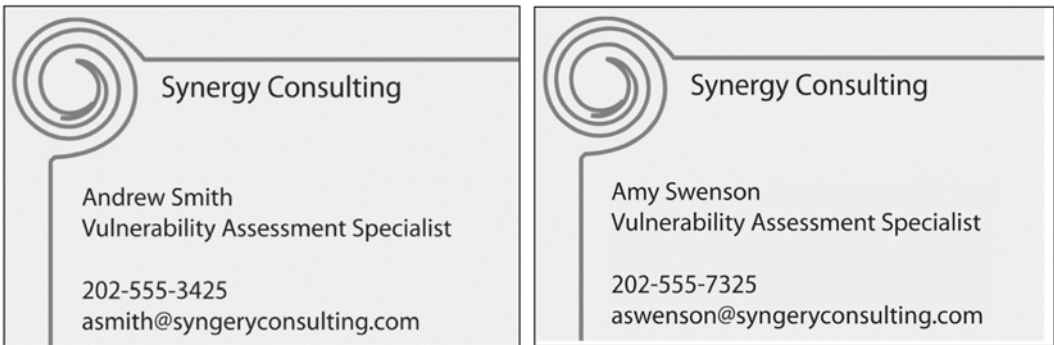 Synergy Consulting
Andrew Smith
Vulnerability Assessment Specialist
202-555-3425
asmith@syngeryconsulting.com
Synergy Consulting
Amy Swenson
Vulnerability Assessment Specialist
202-555-7325
aswenson@syngeryconsulting.com